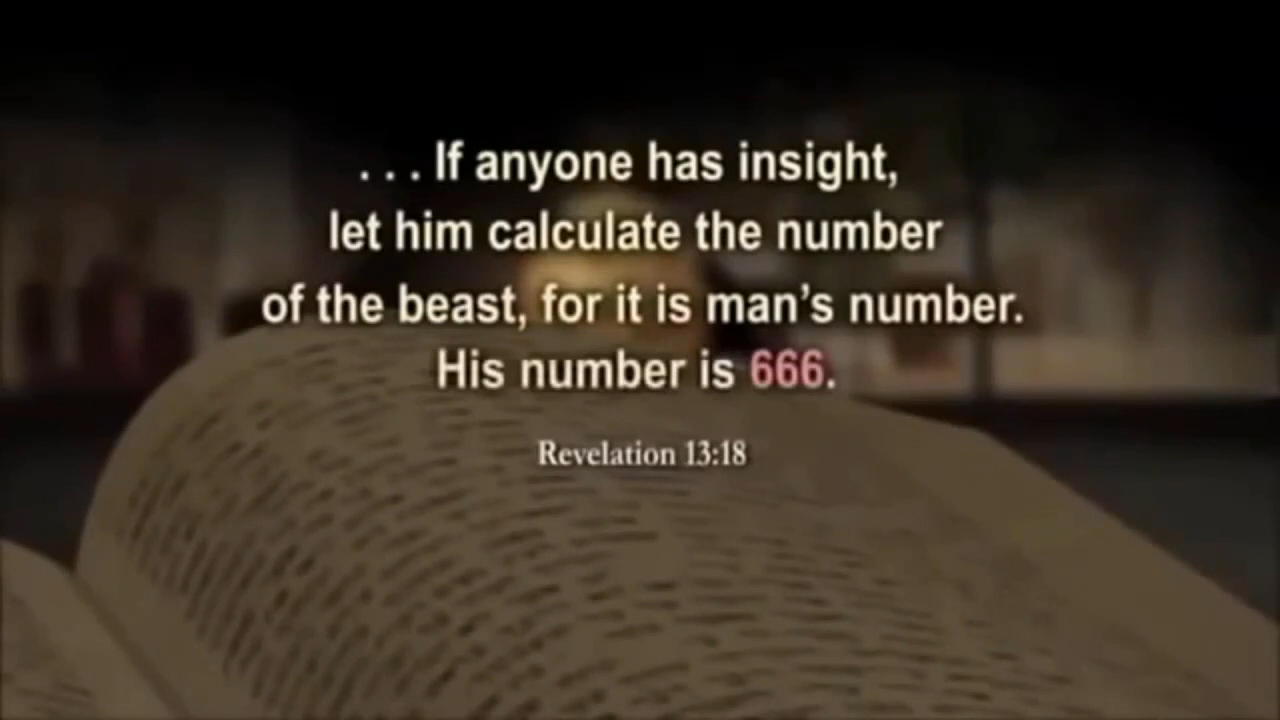 . . . If anyone has insight,
let him calculate the number
of the beast, for it is man’s number.
His number is 666.
Revelation 13:18